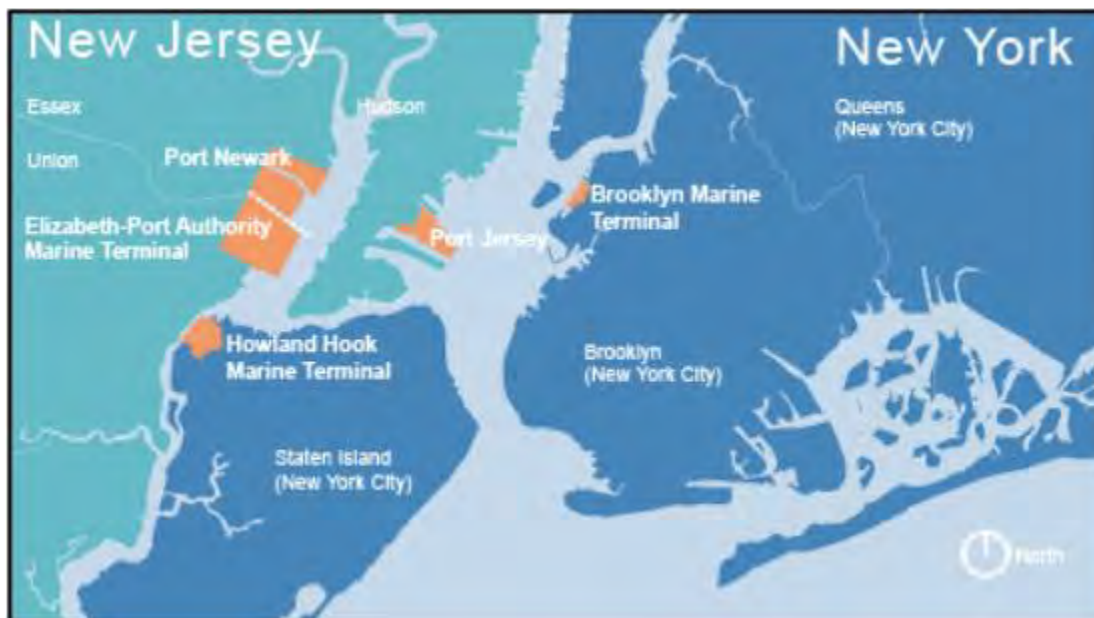 New Jersey
New York
Essex
Hudson
Queens
(New York City)
Union
Port Newark
Brooklyn Marine
Terminal
Elizabeth-Port Authority
Marine Terminal
Port Jersey
Howland Hook
Marine Terminal
Brooklyn
(New York City)
Staten Island
(New York City)
North